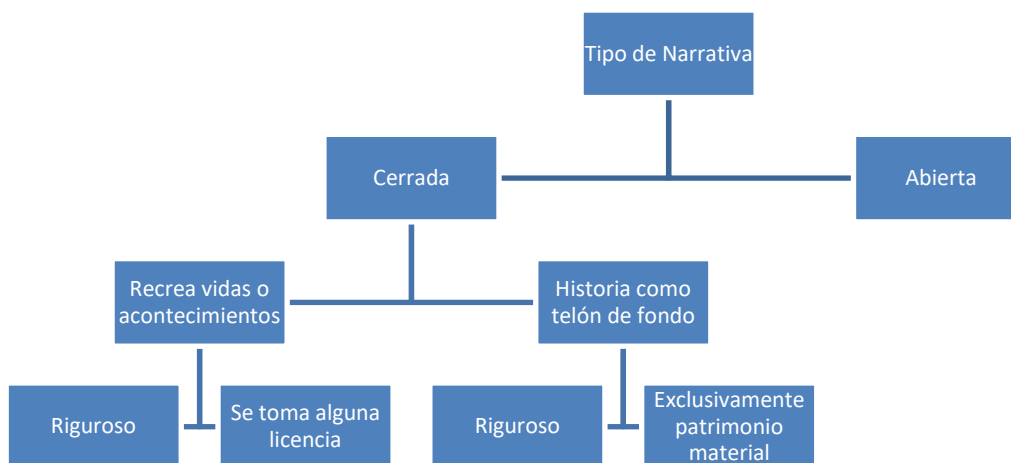 Tipo de Narrativa
Cerrada
Abierta
Recrea vidas o
acontecimientos
Historia como
telón de fondo
Riguroso
Se toma alguna
licencia
Riguroso
Exclusivamente
patrimonio
material